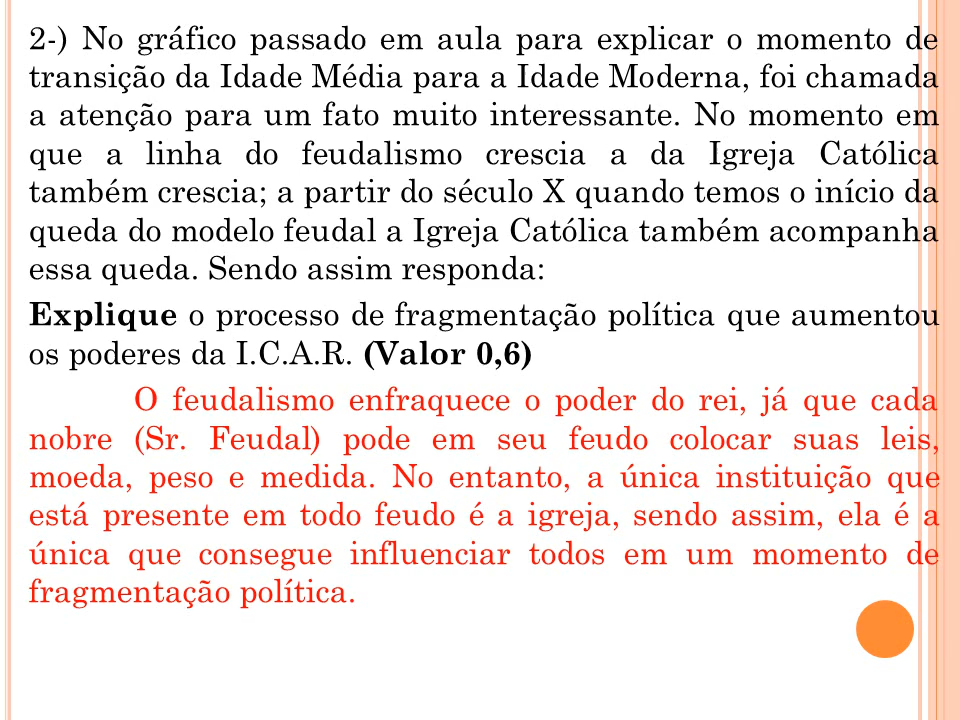 2-) No gráfico passado em aula para explicar o momento de
transição da Idade Média para a Idade Moderna, foi chamada
a atenção para um fato muito interessante. No momento em
que a linha do feudalismo crescia a da Igreja Católica
também crescia; a partir do século X quando temos o início da
queda do modelo feudal a Igreja Católica também acompanha
essa queda. Sendo assim responda:
Explique o processo de fragmentação política que aumentou
os poderes da I.C.A.R. (Valor 0,6)
O feudalismo enfraquece o poder do rei, já que cada
nobre (Sr. Feudal) pode em seu feudo colocar suas leis,
moeda, peso e medida. No entanto, a única instituição que
está presente em todo feudo é a igreja, sendo assim, ela é a
única que consegue influenciar todos em um momento de
fragmentação política.